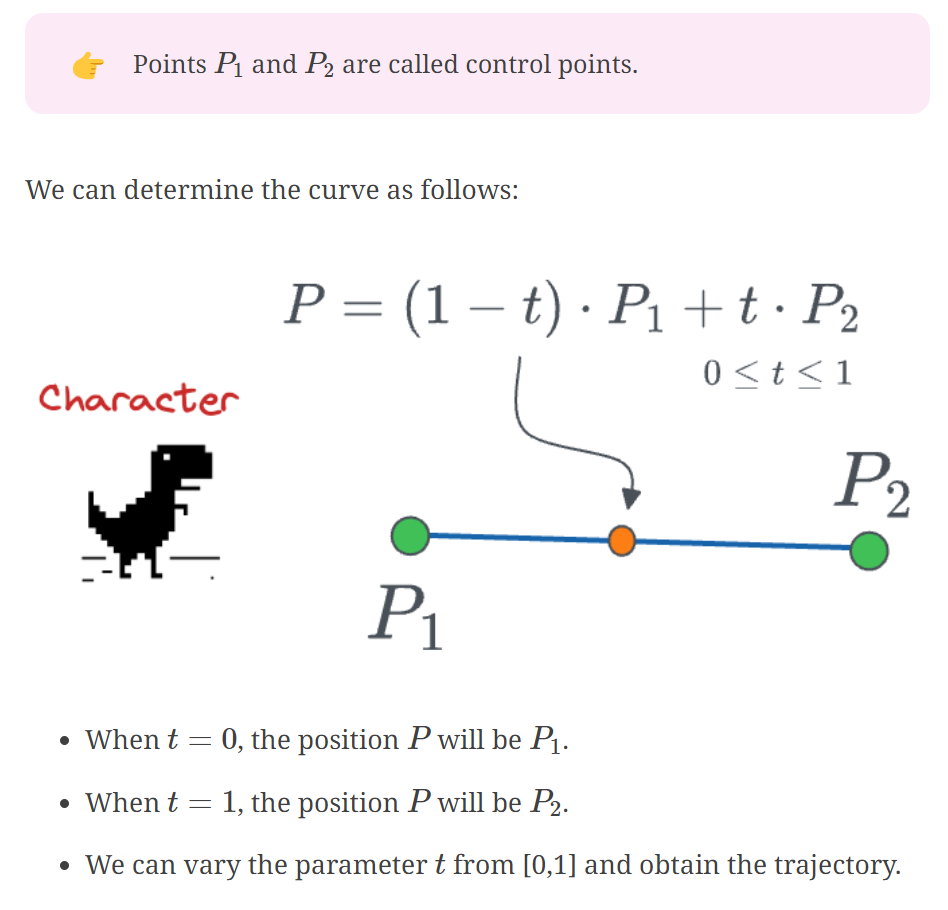 👉 Points P₁ and P₂ are called control points.
We can determine the curve as follows:
P = (1 − t) · P₁ + t · P₂
0 ≤ t ≤ 1
Character
P₂
P₁
• When t = 0, the position P will be P₁.
• When t = 1, the position P will be P₂.
• We can vary the parameter t from [0,1] and obtain the trajectory.